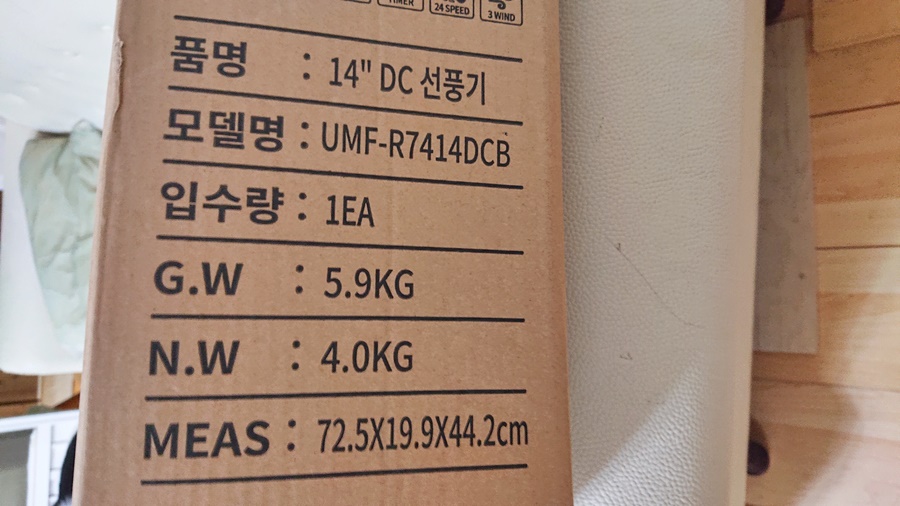 TIMER 24 SPEED 3 WIND
품명 : 14" DC 선풍기
모델명 : UMF-R7414DCB
입수량 : 1EA
G.W : 5.9KG
N.W : 4.0KG
MEAS : 72.5X19.9X44.2cm